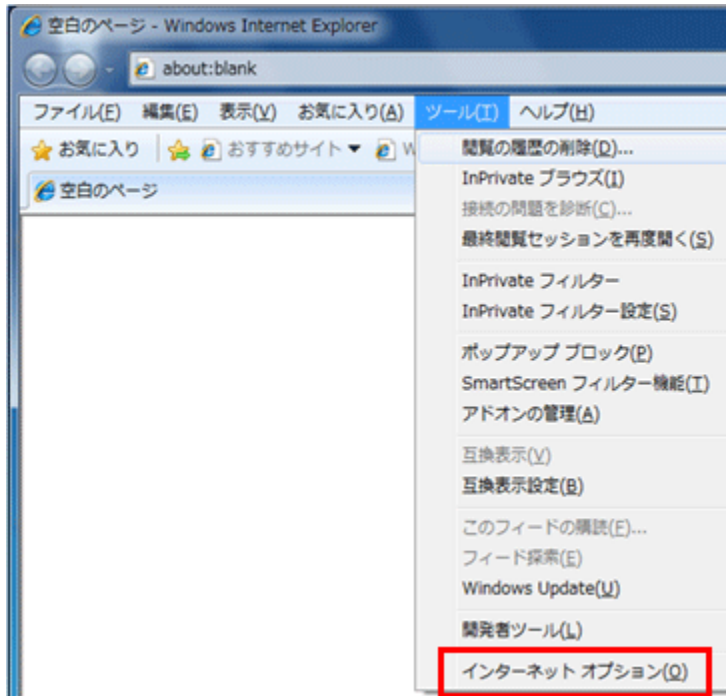 空白のページ - Windows Internet Explorer
about:blank
ファイル(F) 編集(E) 表示(V) お気に入り(A) ツール(T) ヘルプ(H)
お気に入り おすすめサイト ▼ W
空白のページ
閲覧の履歴の削除(D)...
InPrivate ブラウズ(I)
接続の問題を診断(C)...
最終閲覧セッションを再度開く(S)
InPrivate フィルター
InPrivate フィルター設定(S)
ポップアップ ブロック(P)
SmartScreen フィルター機能(T)
アドオンの管理(A)
互換表示(V)
互換表示設定(B)
このフィードの購読(F)...
フィード探索(E)
Windows Update(U)
開発者ツール(L)
インターネット オプション(O)